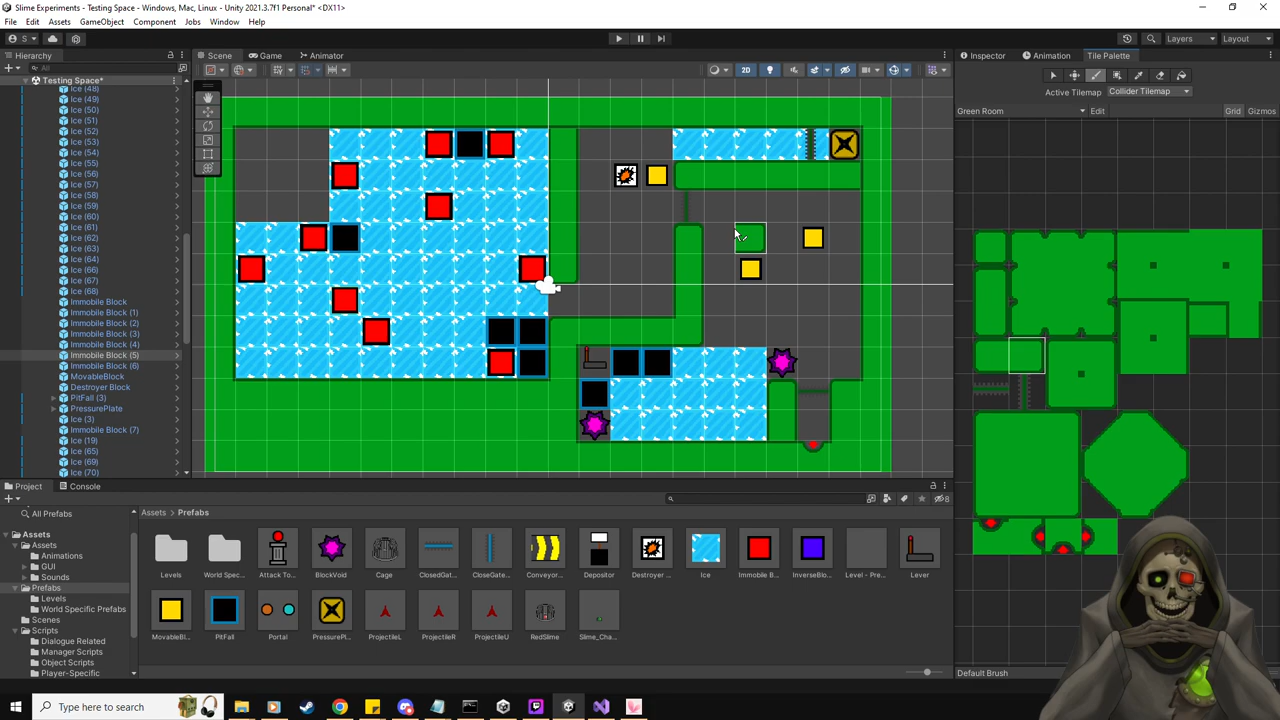 Slime Experiments - Testing Space - Windows, Mac, Linux - Unity 2021.3.7f1 Personal* <DX11>
File Edit Assets GameObject Component Jobs Window Help
S
Layers Layout
Hierarchy
Scene Game Animator
Inspector Animation Tile Palette
All
2D
Testing Space*
Active Tilemap Collider Tilemap
Green Room Edit Grid Gizmos
Ice (48)
Ice (49)
Ice (50)
Ice (51)
Ice (52)
Ice (53)
Ice (54)
Ice (55)
Ice (56)
Ice (57)
Ice (58)
Ice (59)
Ice (60)
Ice (61)
Ice (62)
Ice (63)
Ice (64)
Ice (66)
Ice (67)
Ice (68)
Immobile Block
Immobile Block (1)
Immobile Block (2)
Immobile Block (3)
Immobile Block (4)
Immobile Block (5)
Immobile Block (6)
MovableBlock
Destroyer Block
PitFall (3)
PressurePlate
Ice (3)
Immobile Block (7)
Ice (19)
Ice (65)
Ice (69)
Ice (70)
Project Console
8
All Prefabs
Assets
Assets
Animations
GUI
Sounds
Prefabs
Levels
World Specific Prefabs
Scenes
Scripts
Dialogue Related
Manager Scripts
Object Scripts
Player-Specific
Assets > Prefabs
Levels World Spec... Attack To... BlockVoid Cage ClosedGat... CloseGate... Conveyor... Depositor Destroyer ... Ice Immobile B... InverseBlo... Level - Pre... Lever
MovableBl... PitFall Portal PressurePl... ProjectileL ProjectileR ProjectileU RedSlime Slime_Cha...
Default Brush
Type here to search